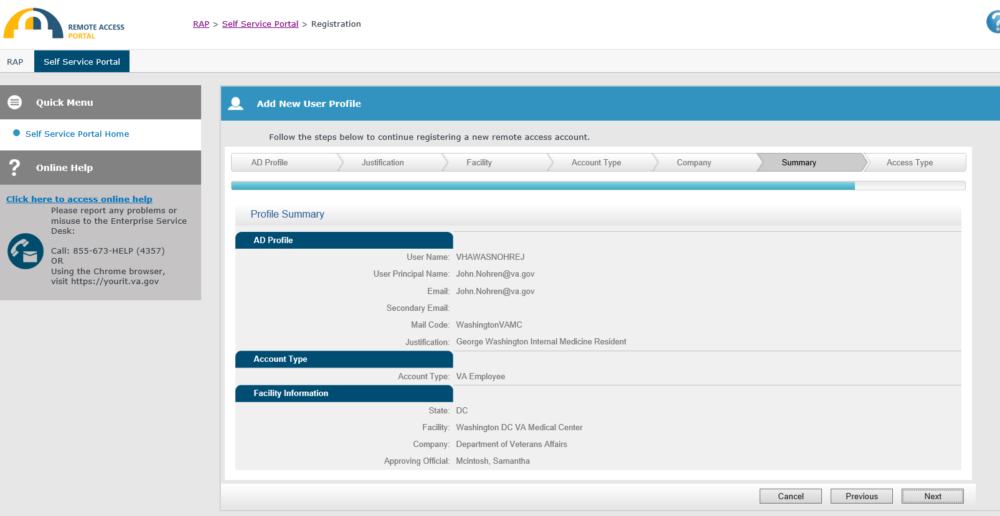 REMOTE ACCESS
PORTAL
RAP > Self Service Portal > Registration
?
RAP
Self Service Portal
Quick Menu
Self Service Portal Home
? Online Help
Click here to access online help
Please report any problems or
misuse to the Enterprise Service
Desk:
Call: 855-673-HELP (4357)
OR
Using the Chrome browser,
visit https://yourit.va.gov
Add New User Profile
Follow the steps below to continue registering a new remote access account.
AD Profile Justification Facility Account Type Company Summary Access Type
Profile Summary
AD Profile
User Name: VHAWASNOHREJ
User Principal Name: John.Nohren@va.gov
Email: John.Nohren@va.gov
Secondary Email:
Mail Code: WashingtonVAMC
Justification: George Washington Internal Medicine Resident
Account Type
Account Type: VA Employee
Facility Information
State: DC
Facility: Washington DC VA Medical Center
Company: Department of Veterans Affairs
Approving Official: Mcintosh, Samantha
Cancel Previous Next